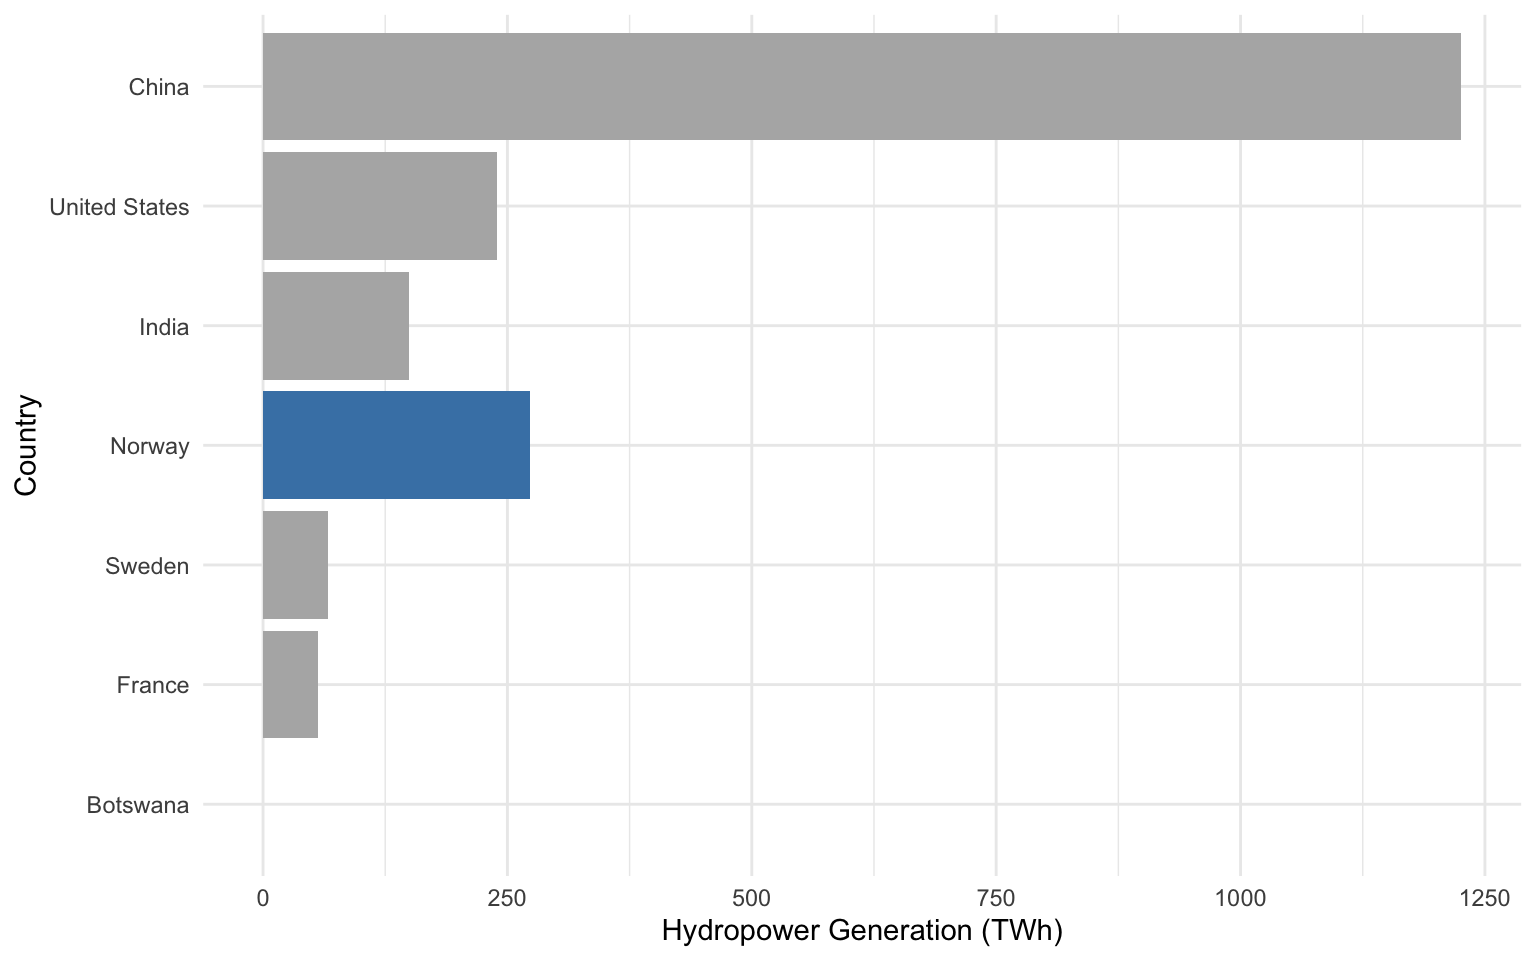 China
United States
India
Norway
Sweden
France
Botswana
Country
0 250 500 750 1000 1250
Hydropower Generation (TWh)